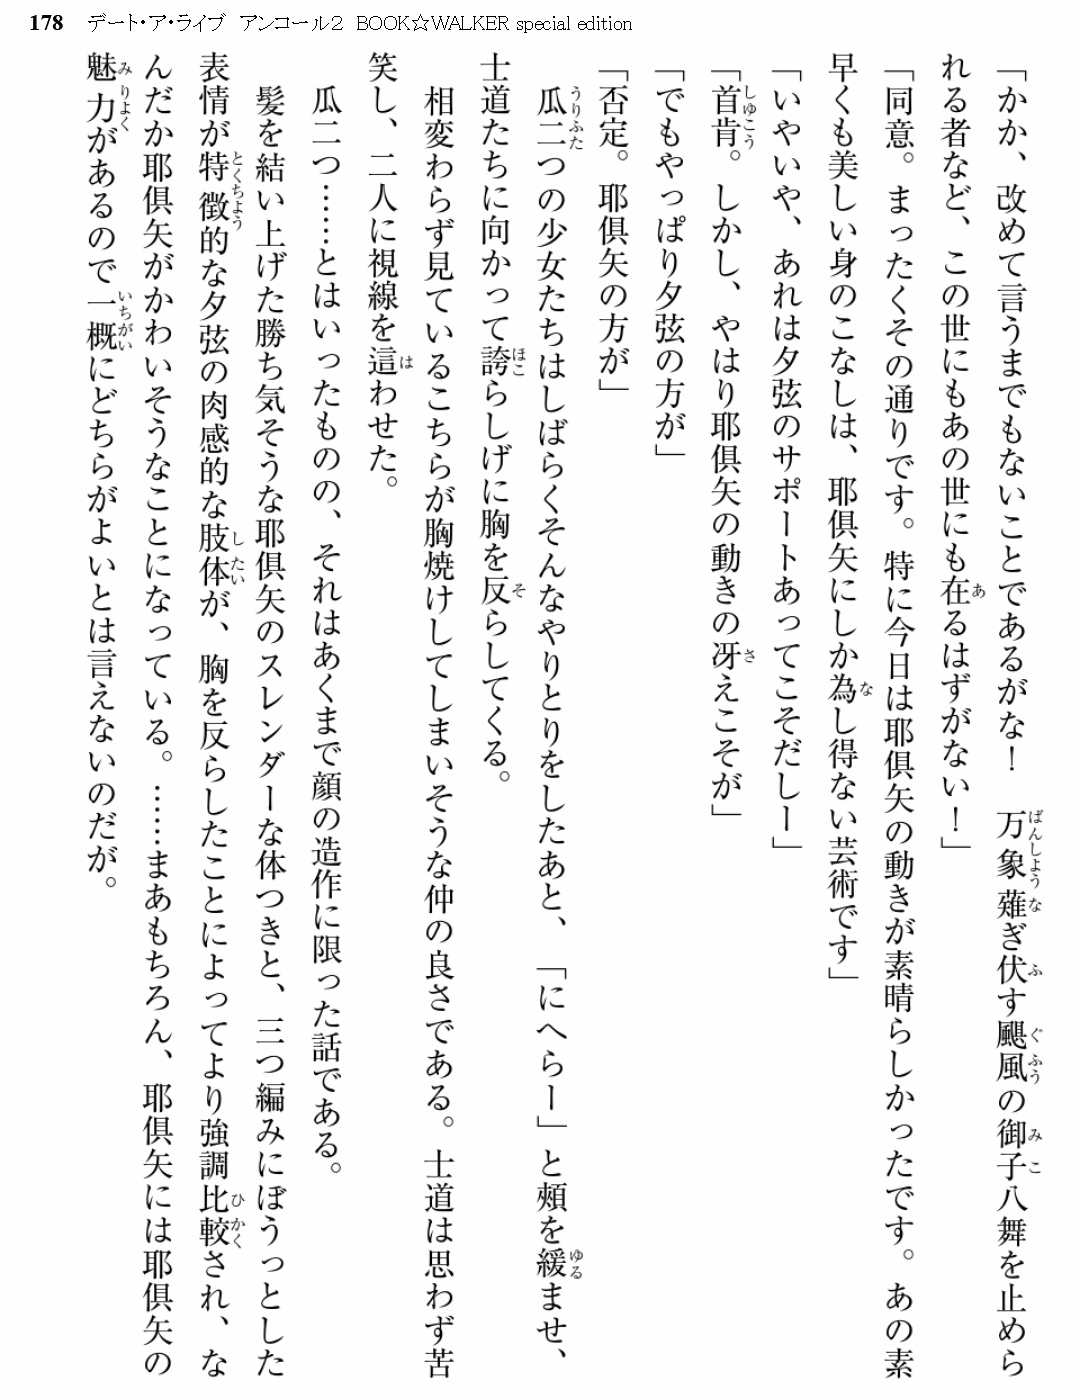 178 デート・ア・ライブ アンコール2 BOOK☆WALKER special edition
「かか、改めて言うまでもないことであるがな！ 万象薙ぎ伏す颶風の御子八舞を止めら
れる者など、この世にもあの世にも在るはずがない！」
「同意。まったくその通りです。特に今日は耶倶矢の動きが素晴らしかったです。あの素
早くも美しい身のこなしは、耶倶矢にしか為し得ない芸術です」
「いやいや、あれは夕弦のサポートあってこそだしー」
「首肯。しかし、やはり耶倶矢の動きの冴えこそが」
「でもやっぱり夕弦の方が」
「否定。耶倶矢の方が」
瓜二つの少女たちはしばらくそんなやりとりをしたあと、「にへらー」と頬を緩ませ、
士道たちに向かって誇らしげに胸を反らしてくる。
相変わらず見ているこちらが胸焼けしてしまいそうな仲の良さである。士道は思わず苦
笑し、二人に視線を這わせた。
瓜二つ……とはいったものの、それはあくまで顔の造作に限った話である。
髪を結い上げた勝ち気そうな耶倶矢のスレンダーな体つきと、三つ編みにぼうっとした
表情が特徴的な夕弦の肉感的な肢体が、胸を反らしたことによってより強調比較され、な
んだか耶倶矢がかわいそうなことになっている。……まあもちろん、耶倶矢には耶倶矢の
魅力があるので一概にどちらがよいとは言えないのだが。